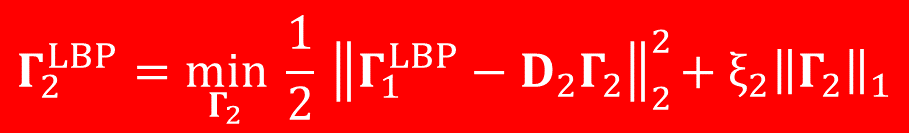 𝚪₂^LBP = min_𝚪₂ 1/2 ‖𝚪₁^LBP − 𝐃₂𝚪₂‖₂² + ξ₂‖𝚪₂‖₁